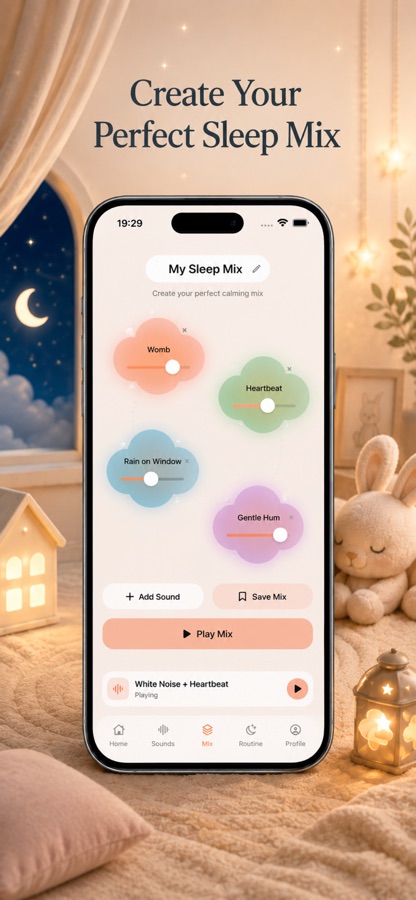 Create Your
Perfect Sleep Mix
19:29
My Sleep Mix
Create your perfect calming mix
Womb
Heartbeat
Rain on Window
Gentle Hum
+ Add Sound
Save Mix
Play Mix
White Noise + Heartbeat
Playing
Home
Sounds
Mix
Routine
Profile